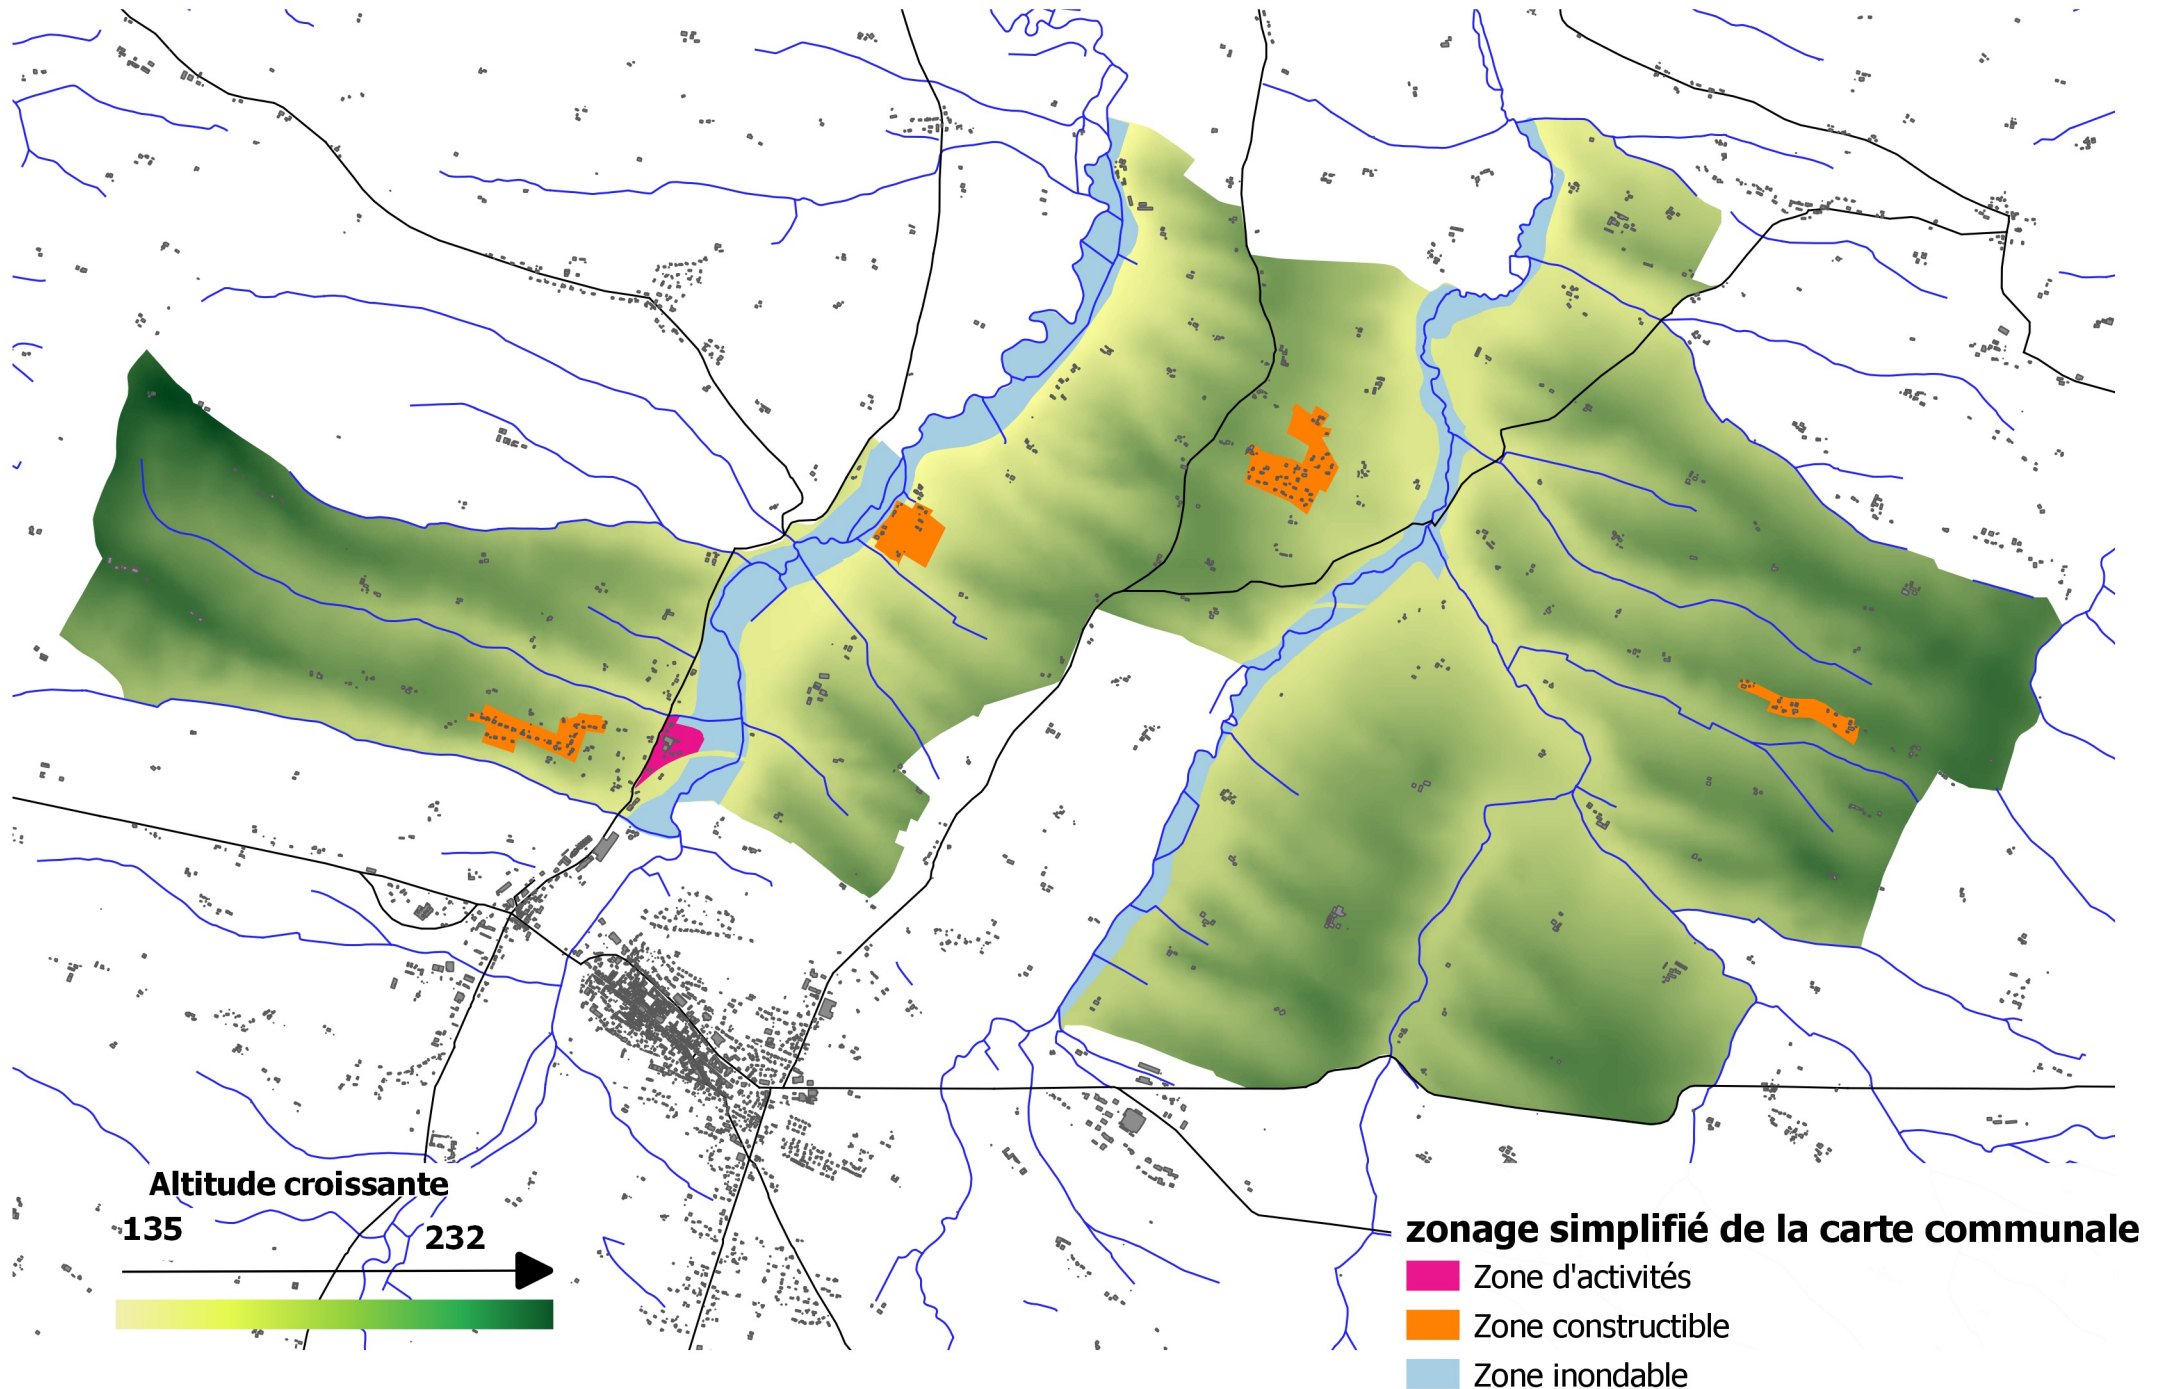 Altitude croissante
135
232
zonage simplifié de la carte communale
Zone d'activités
Zone constructible
Zone inondable